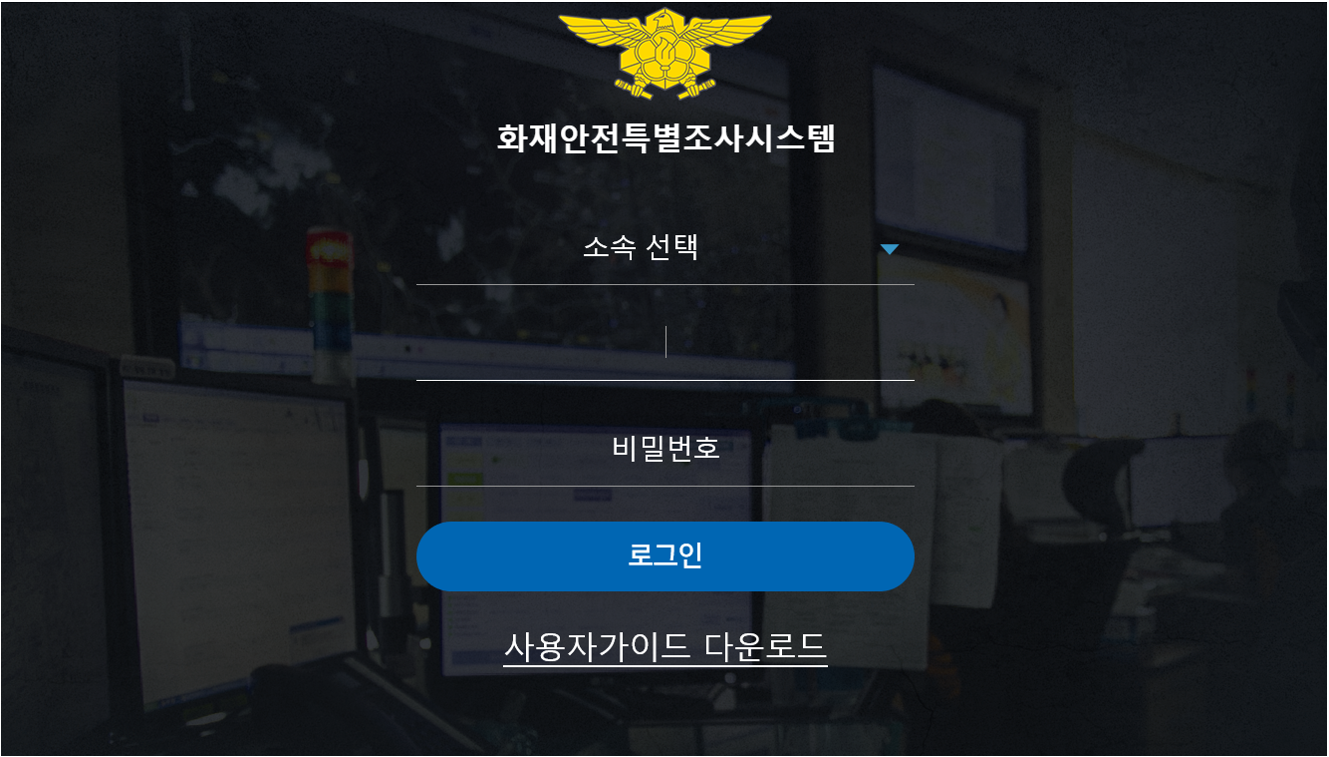 화재안전특별조사시스템
소속 선택
비밀번호
로그인
사용자가이드 다운로드